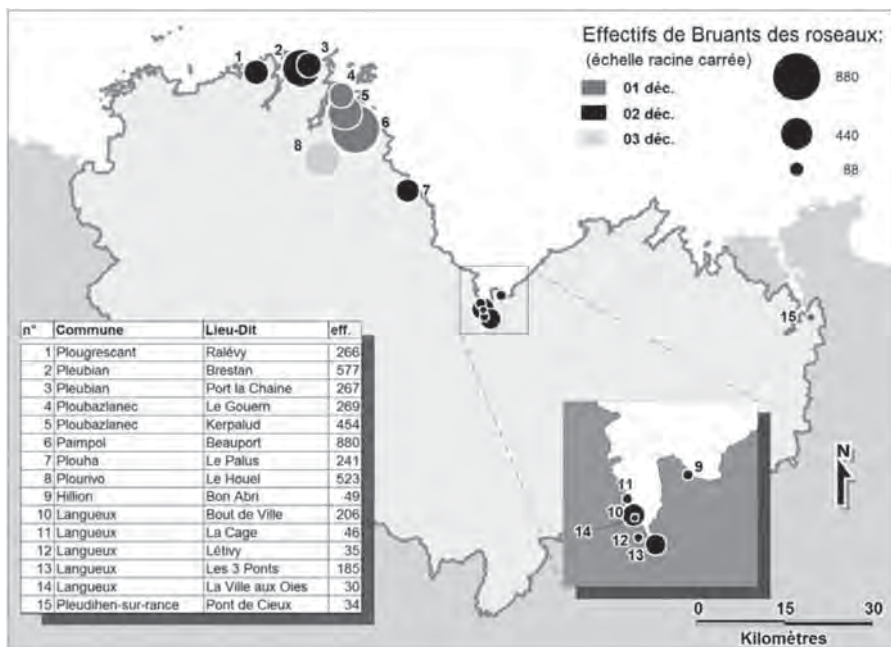 Effectifs de Bruants des roseaux:
(échelle racine carrée)
01 déc.
02 déc.
03 déc.
880
440
88
1
2
3
4
5
6
8
7
15
n° Commune Lieu-Dit eff.
1 Plougrescant Ralévy 266
2 Pleubian Brestan 577
3 Pleubian Port la Chaine 267
4 Ploubazlanec Le Gouern 269
5 Ploubazlanec Kerpalud 454
6 Paimpol Beauport 880
7 Plouha Le Palus 241
8 Plourivo Le Houel 523
9 Hillion Bon Abri 49
10 Langueux Bout de Ville 206
11 Langueux La Cage 46
12 Langueux Létivy 35
13 Langueux Les 3 Ponts 185
14 Langueux La Ville aux Oies 30
15 Pleudihen-sur-rance Pont de Cieux 34
9
11
10
14
12
13
N
0 15 30
Kilomètres